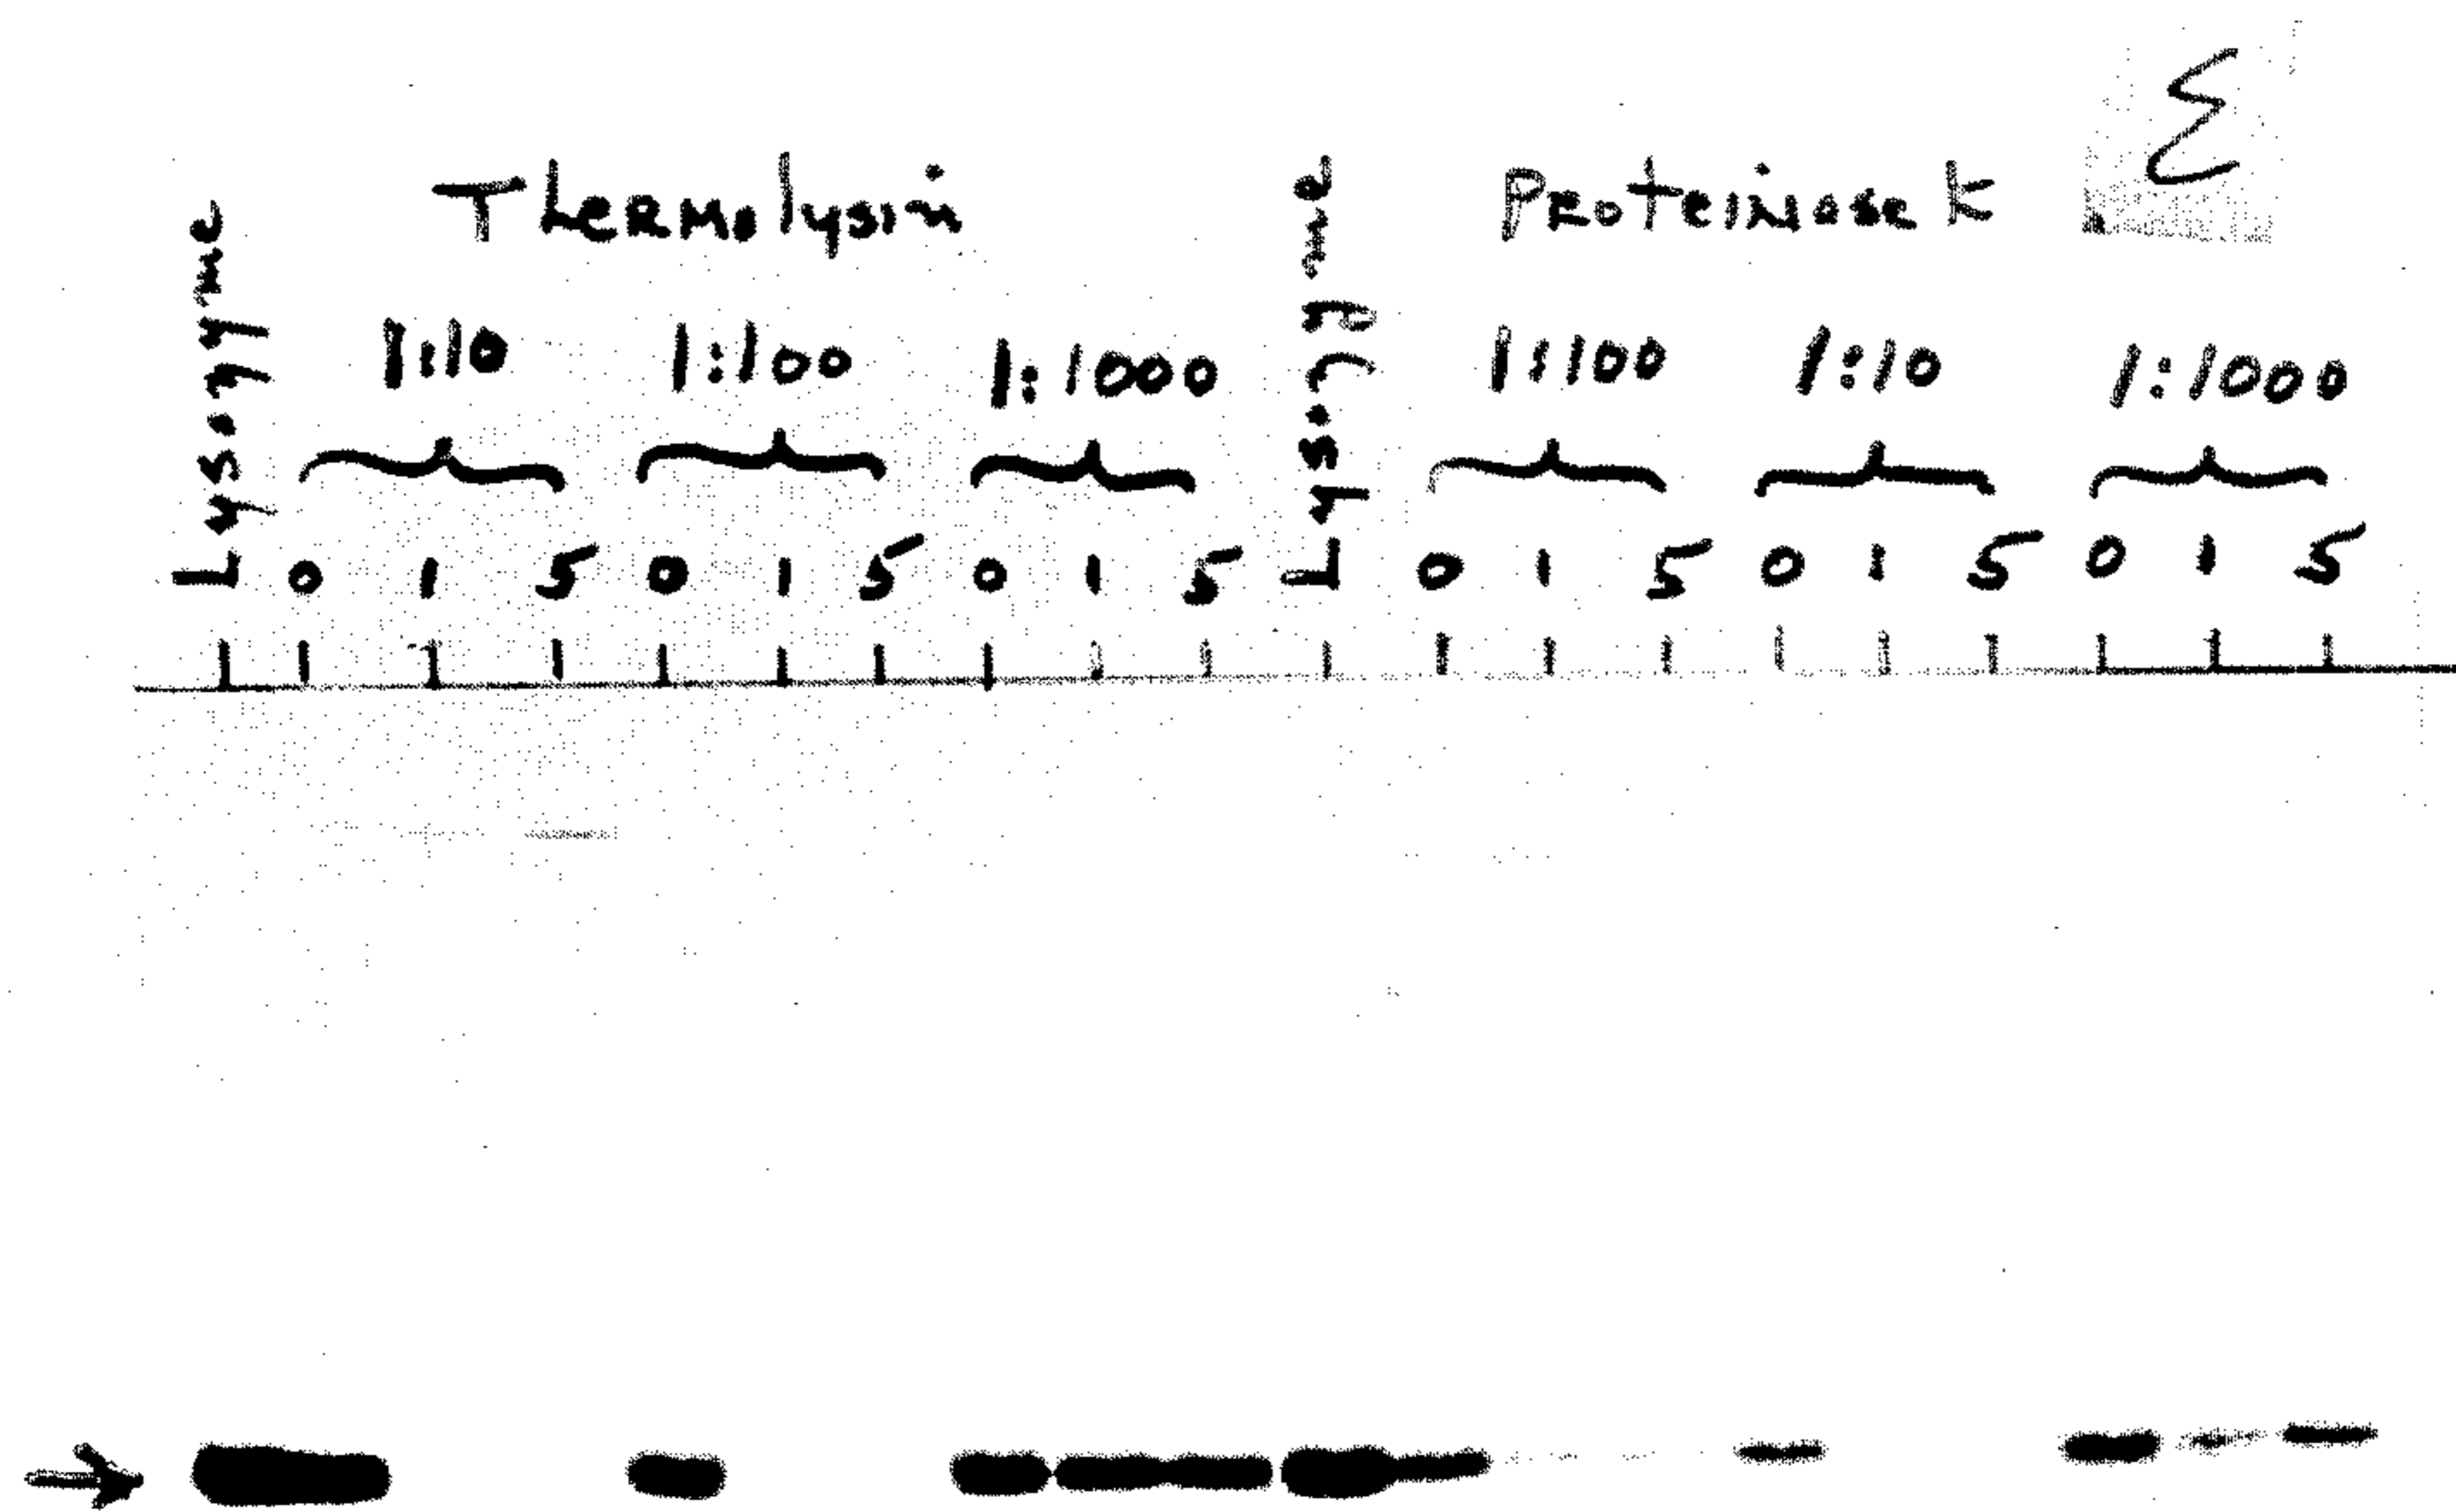 Σ
Lysozyme Thermolysin Lysozyme Proteinase K
1:10 1:100 1:1000 1:100 1:10 1:1000
0 1 5 0 1 5 0 1 5 0 1 5 0 1 5 0 1 5